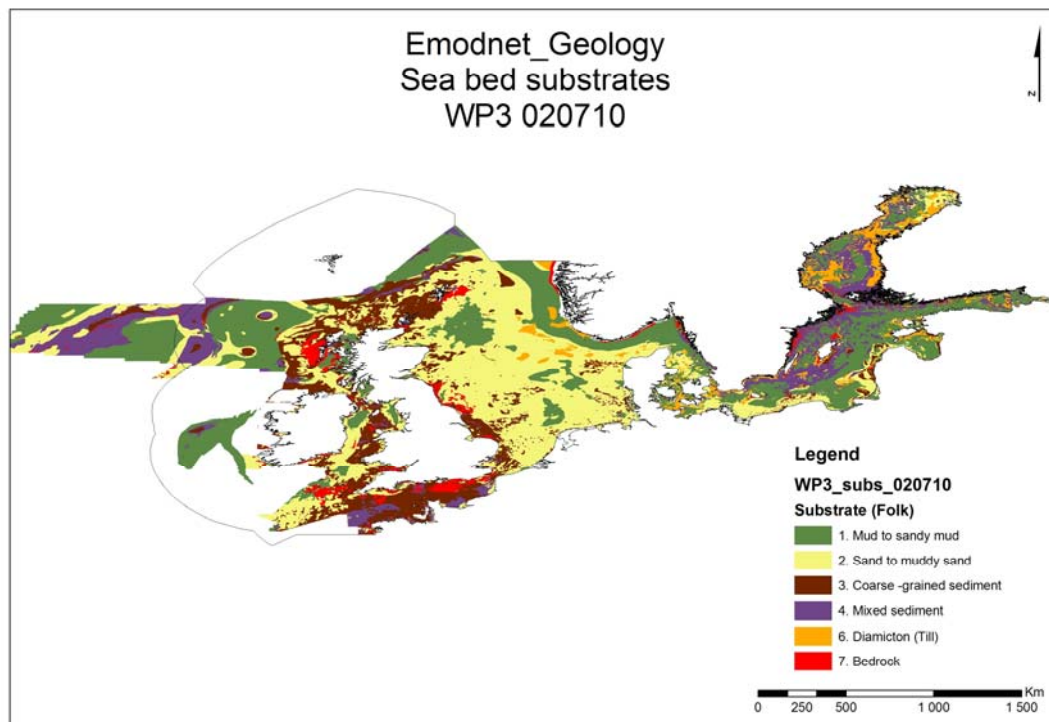 Emodnet_Geology
Sea bed substrates
WP3 020710
N
Legend
WP3_subs_020710
Substrate (Folk)
1. Mud to sandy mud
2. Sand to muddy sand
3. Coarse -grained sediment
4. Mixed sediment
6. Diamicton (Till)
7. Bedrock
Km
0 250 500 1 000 1 500